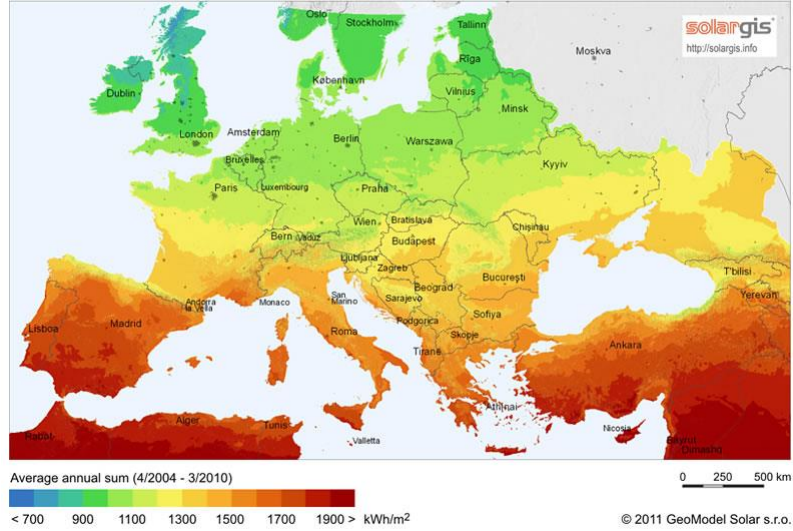 Oslo
Stockholm
Tallinn
solargis
http://solargis.info
Rīga
Moskva
København
Vilnius
Dublin
Minsk
London
Amsterdam
Berlin
Warszawa
Bruxelles
Kyyiv
Paris
Luxembourg
Praha
Wien
Bratislava
Chişinău
Bern
Vaduz
Budapest
Ljubljana
Zagreb
T'bilisi
Beograd
Bucureşti
Yerevan
Andorra
la Vella
Monaco
San
Marino
Sarajevo
Podgorica
Sofiya
Lisboa
Madrid
Roma
Skopje
Tiranë
Ankara
Athínai
Alger
Tunis
Nicosia
Rabat
Valletta
Bayrut
Dimashq
Average annual sum (4/2004 - 3/2010)
0 250 500 km
< 700 900 1100 1300 1500 1700 1900 > kWh/m²
© 2011 GeoModel Solar s.r.o.